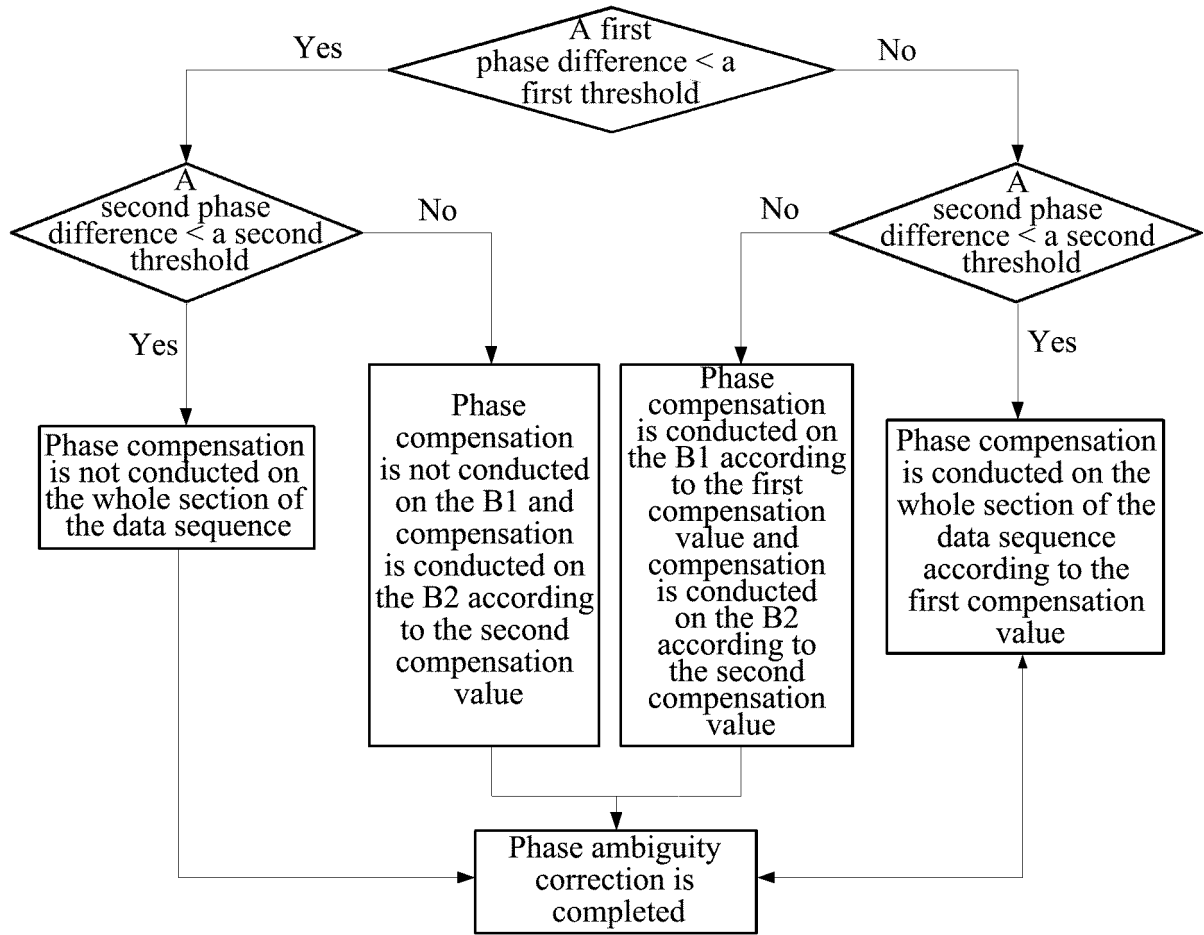 A first
phase difference < a
first threshold
Yes
No
A
second phase
difference < a second
threshold
No
Yes
A
second phase
difference < a second
threshold
No
Yes
Phase compensation
is not conducted on
the whole section of
the data sequence
Phase
compensation
is not conducted
on the B1 and
compensation
is conducted on
the B2 according
to the second
compensation
value
Phase
compensation
is conducted on
the B1 according
to the first
compensation
value and
compensation
is conducted
on the B2
according to
the second
compensation
value
Phase compensation
is conducted on the
whole section of the
data sequence
according to the
first compensation
value
Phase ambiguity
correction is
completed